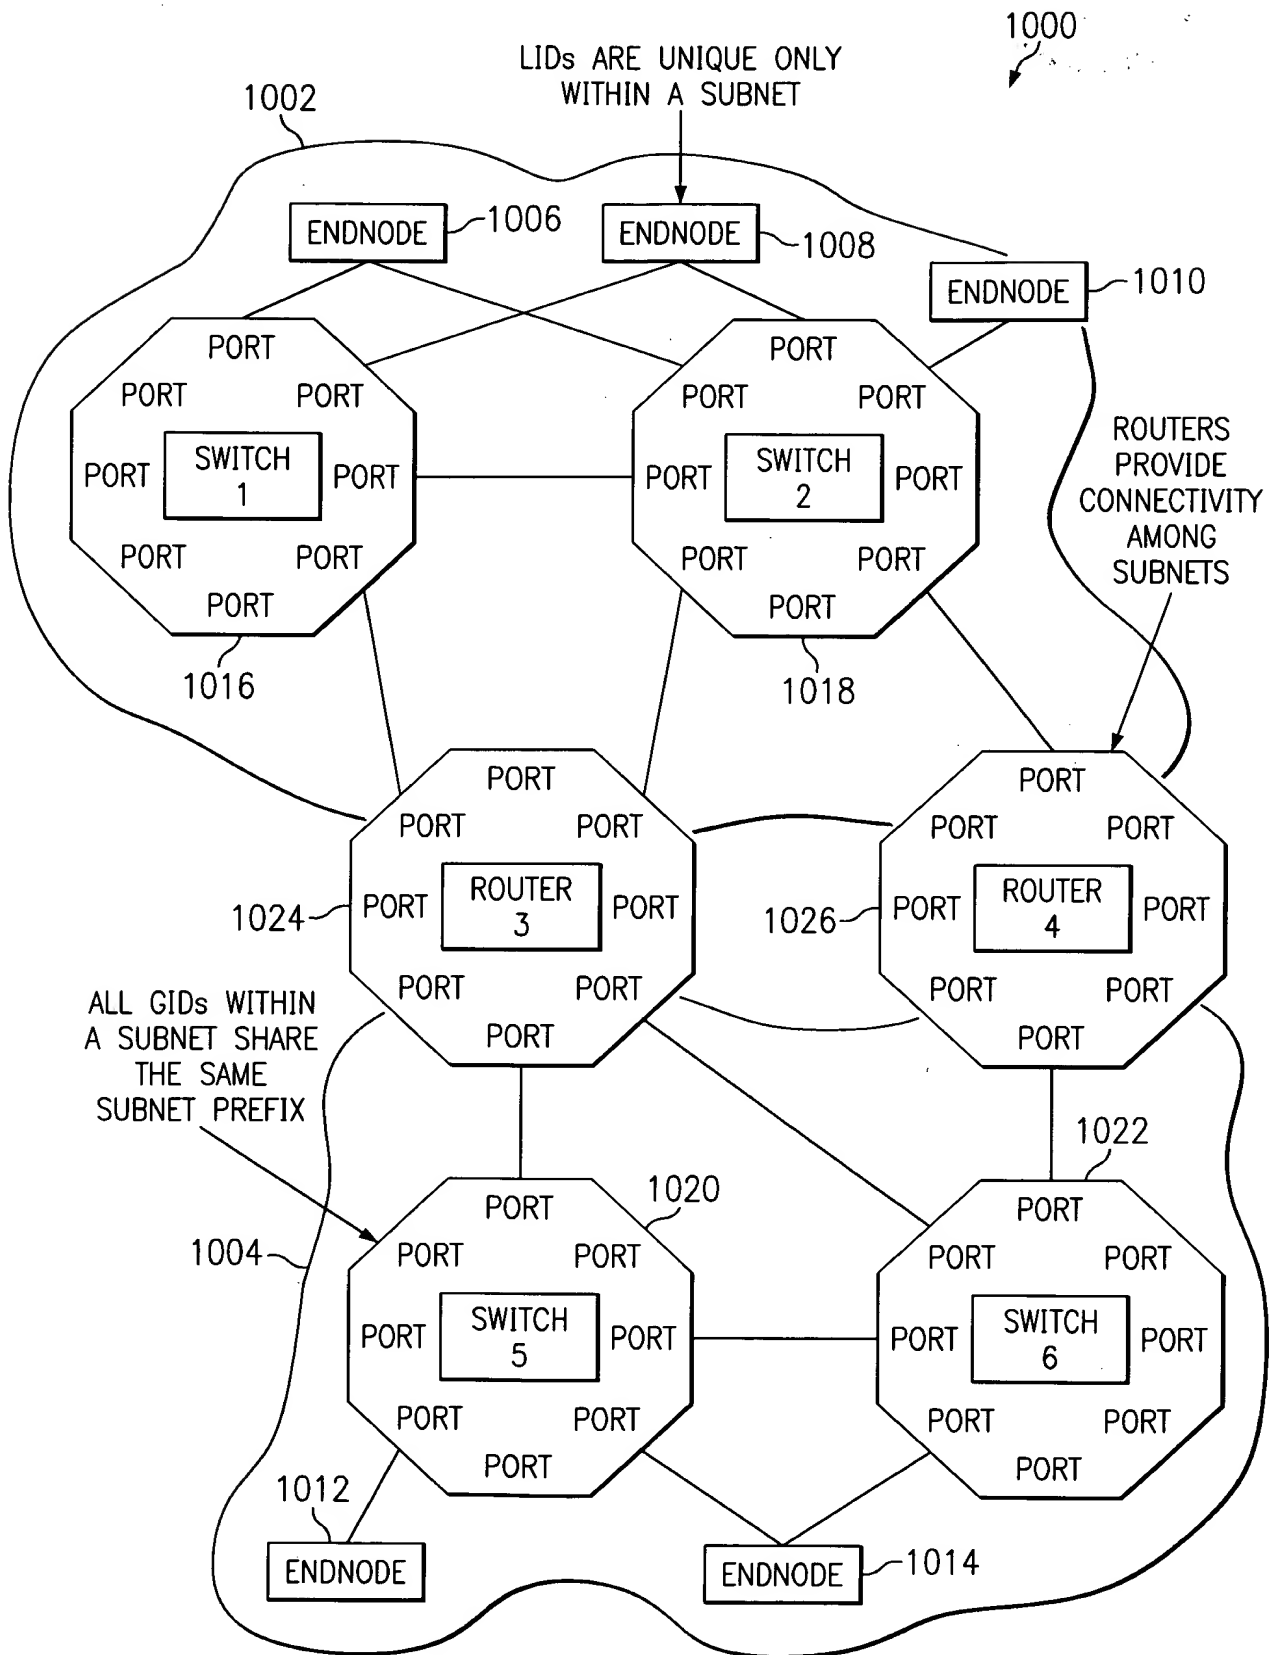 1000
LIDs ARE UNIQUE ONLY
WITHIN A SUBNET
1002
ENDNODE
1006
ENDNODE
1008
ENDNODE
1010
PORT
PORT
PORT
PORT
SWITCH
1
PORT
PORT
PORT
PORT
1016
PORT
PORT
PORT
PORT
SWITCH
2
PORT
PORT
PORT
PORT
1018
ROUTERS
PROVIDE
CONNECTIVITY
AMONG
SUBNETS
PORT
PORT
PORT
1024
PORT
ROUTER
3
PORT
PORT
PORT
PORT
PORT
PORT
PORT
1026
PORT
ROUTER
4
PORT
PORT
PORT
PORT
ALL GIDs WITHIN
A SUBNET SHARE
THE SAME
SUBNET PREFIX
1004
1020
PORT
PORT
PORT
PORT
SWITCH
5
PORT
PORT
PORT
PORT
1022
PORT
PORT
PORT
PORT
SWITCH
6
PORT
PORT
PORT
PORT
1012
ENDNODE
ENDNODE
1014